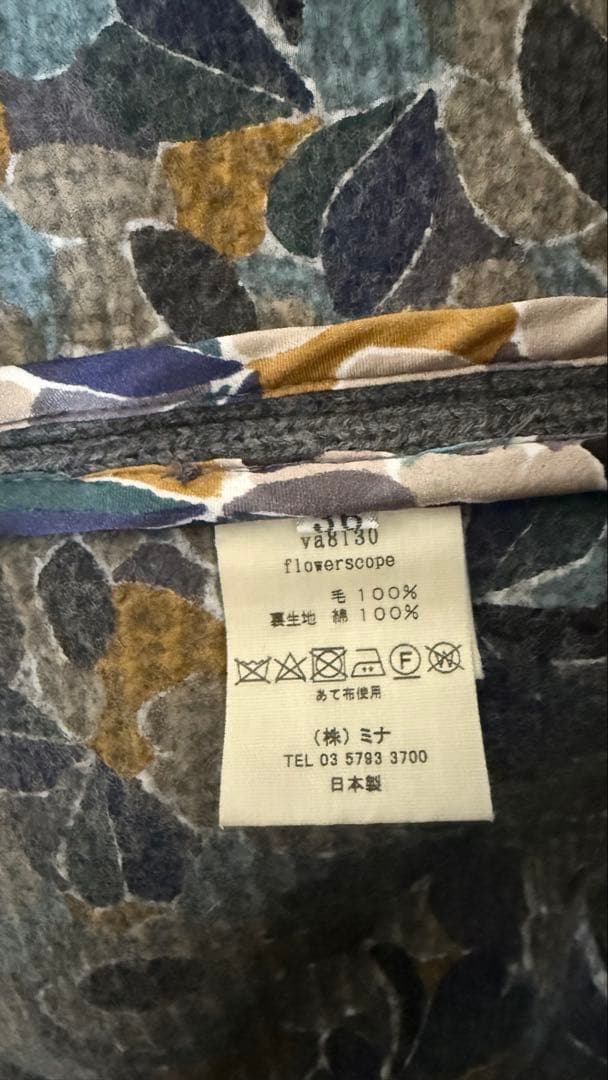 va8130
flowerscope
毛 100%
裏生地 綿 100%
F W
あて布使用
(株)ミナ
TEL 03 5793 3700
日本製